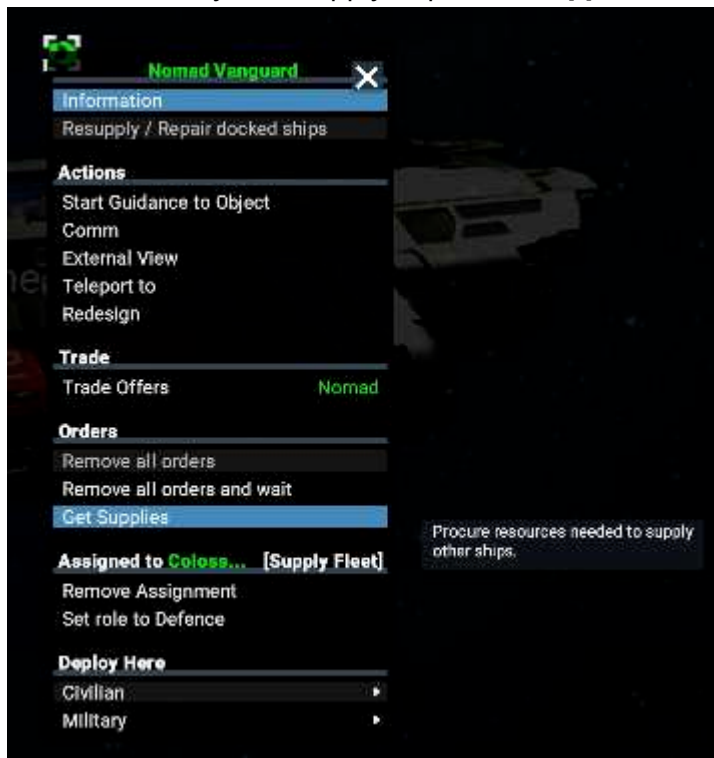 Nomad Vanguard
Information
Resupply / Repair docked ships
Actions
Start Guidance to Object
Comm
External View
Teleport to
Redesign
Trade
Trade Offers Nomad
Orders
Remove all orders
Remove all orders and wait
Get Supplies
Procure resources needed to supply
other ships.
Assigned to Coloss... [Supply Fleet]
Remove Assignment
Set role to Defence
Deploy Here
Civilian
Military